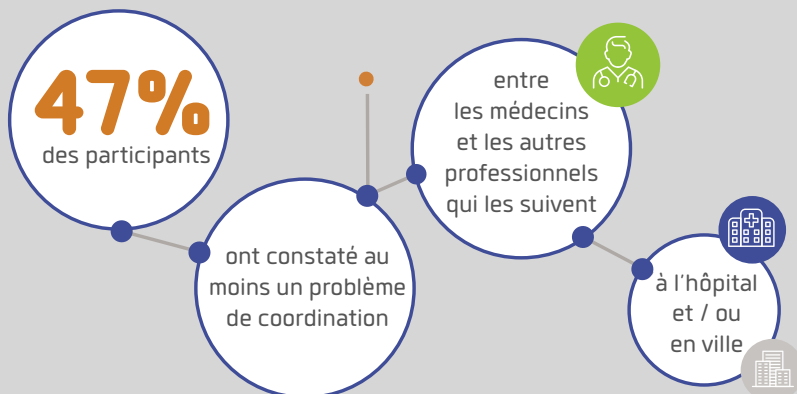 47%
des participants
ont constaté au
moins un problème
de coordination
entre
les médecins
et les autres
professionnels
qui les suivent
à l'hôpital
et / ou
en ville